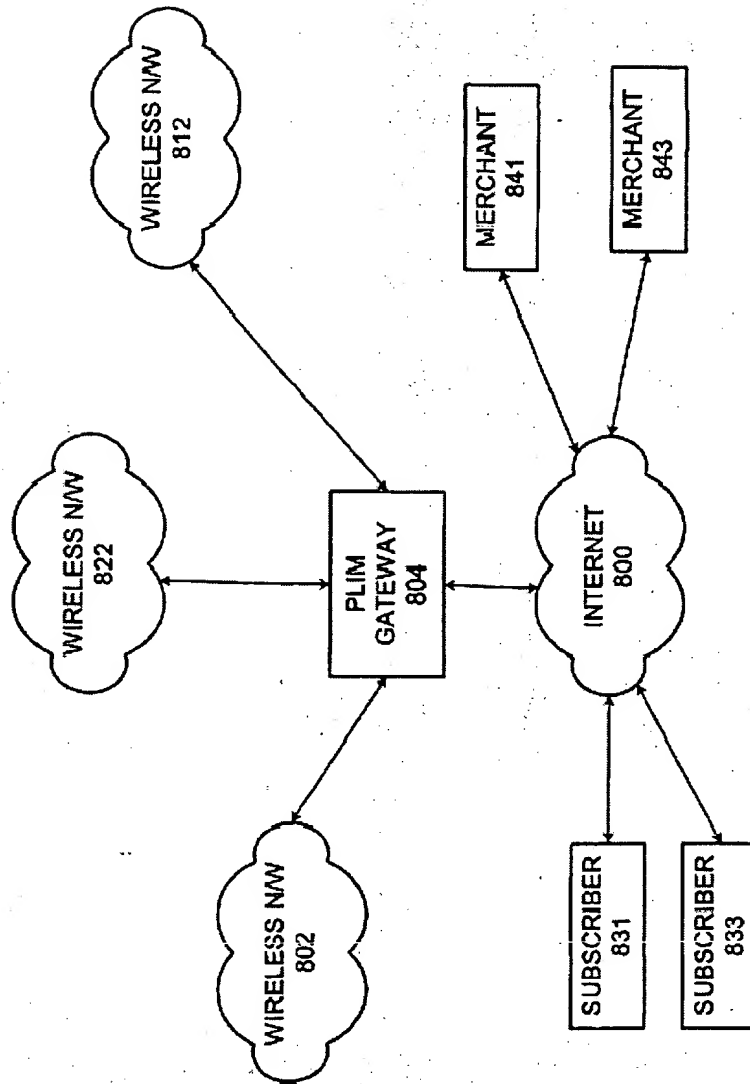 WIRELESS N/W
802
WIRELESS N/W
822
WIRELESS N/W
812
PLIM
GATEWAY
804
INTERNET
800
SUBSCRIBER
831
SUBSCRIBER
833
MERCHANT
841
MERCHANT
843